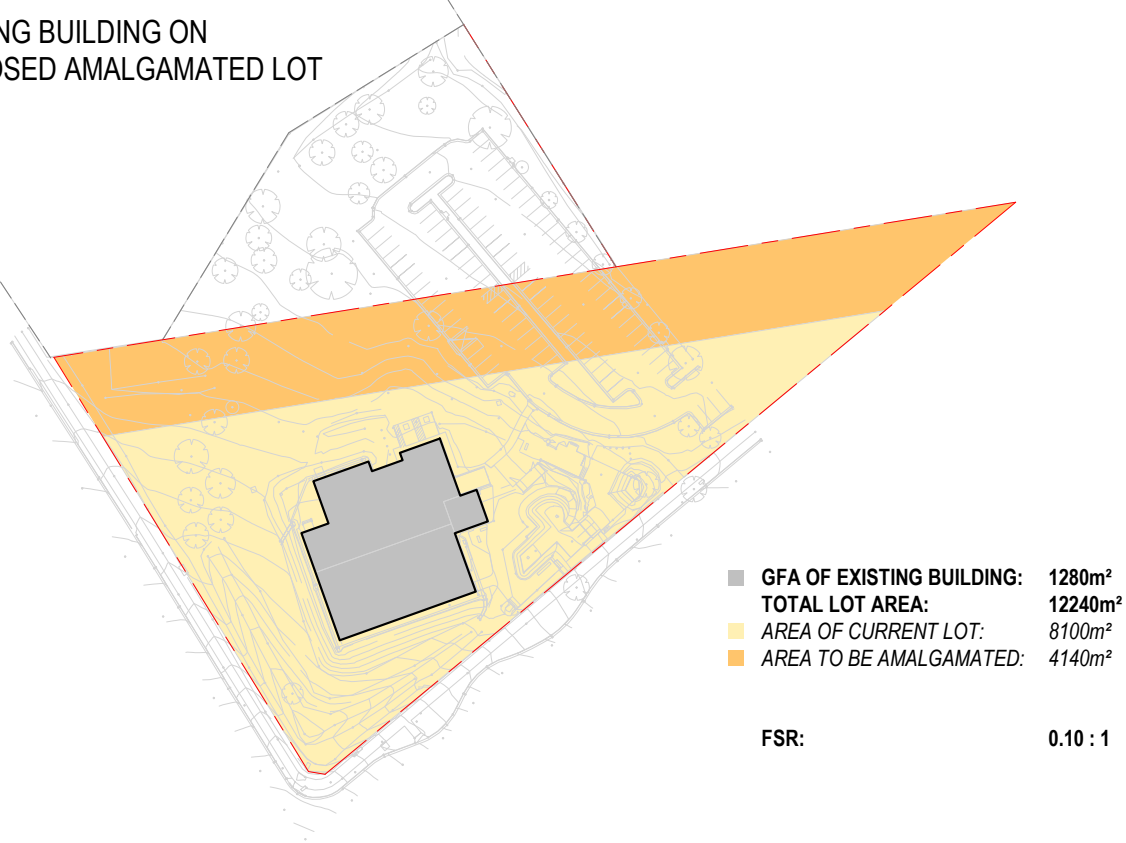 NG BUILDING ON
OSED AMALGAMATED LOT
GFA OF EXISTING BUILDING: 1280m²
TOTAL LOT AREA: 12240m²
AREA OF CURRENT LOT: 8100m²
AREA TO BE AMALGAMATED: 4140m²
FSR: 0.10 : 1